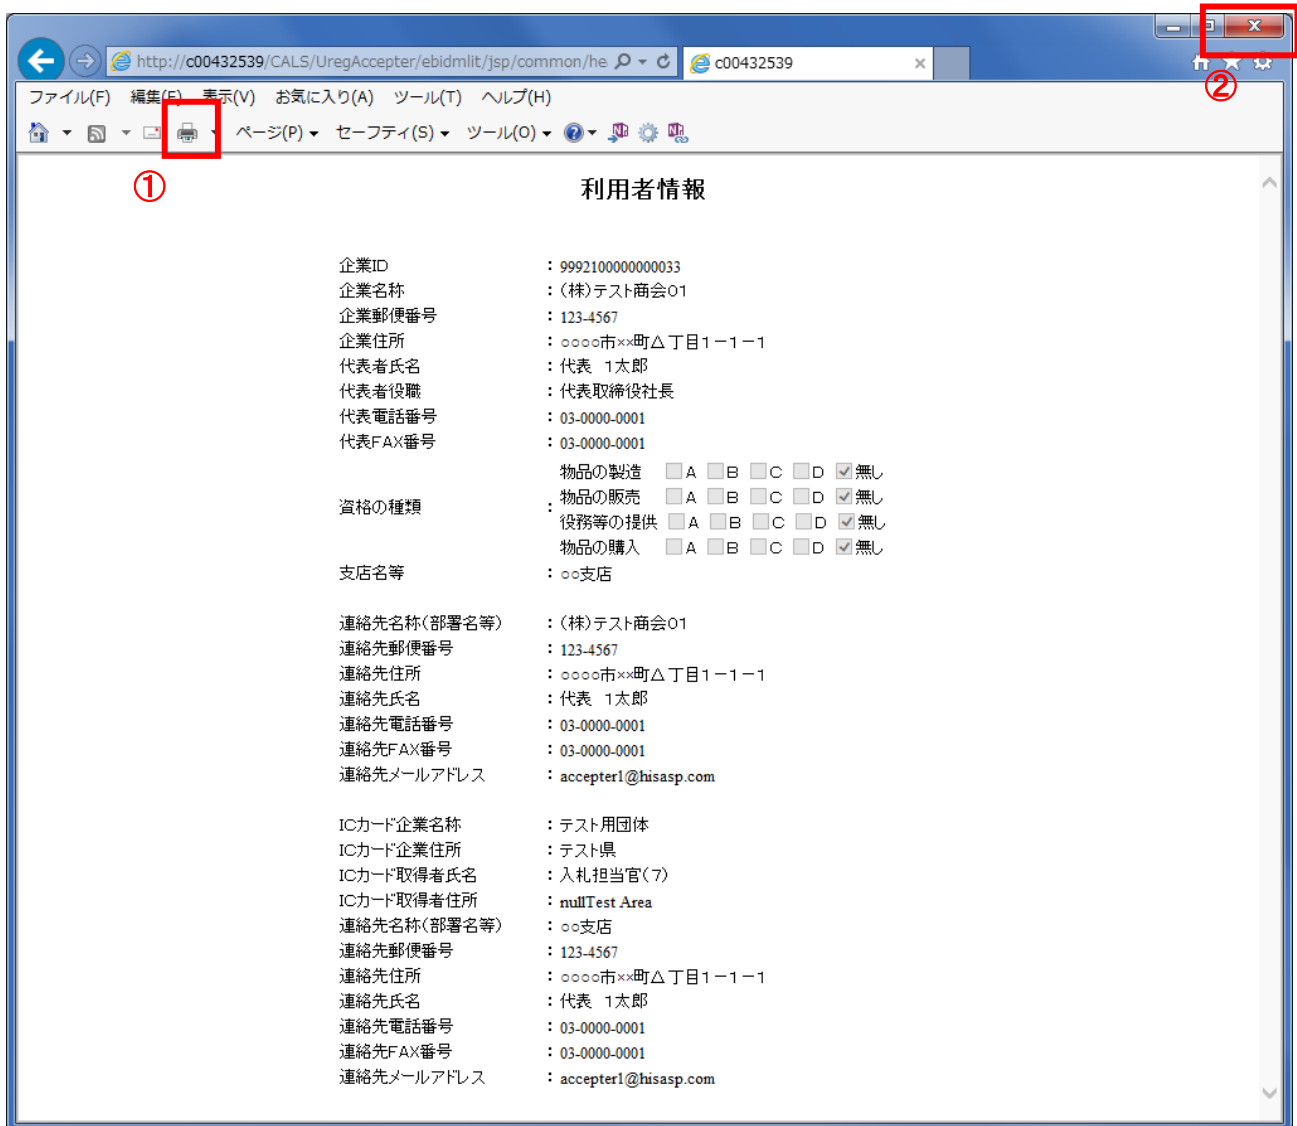 http://c00432539/CALS/UregAccepter/ebidmlit/jsp/common/he
c00432539
②
ファイル(F) 編集(E) 表示(V) お気に入り(A) ツール(T) ヘルプ(H)
ページ(P) セーフティ(S) ツール(O)
①
利用者情報
企業ID ：9992100000000033
企業名称 ：(株)テスト商会01
企業郵便番号 ：123-4567
企業住所 ：○○○○市××町△丁目1－1－1
代表者氏名 ：代表 1太郎
代表者役職 ：代表取締役社長
代表電話番号 ：03-0000-0001
代表FAX番号 ：03-0000-0001
資格の種類 ：
物品の製造 A B C D 無し
物品の販売 A B C D 無し
役務等の提供 A B C D 無し
物品の購入 A B C D 無し
支店名等 ：○○支店
連絡先名称(部署名等) ：(株)テスト商会01
連絡先郵便番号 ：123-4567
連絡先住所 ：○○○○市××町△丁目1－1－1
連絡先氏名 ：代表 1太郎
連絡先電話番号 ：03-0000-0001
連絡先FAX番号 ：03-0000-0001
連絡先メールアドレス ：accepter1@hisasp.com
ICカード企業名称 ：テスト用団体
ICカード企業住所 ：テスト県
ICカード取得者氏名 ：入札担当官(7)
ICカード取得者住所 ：nullTest Area
連絡先名称(部署名等) ：○○支店
連絡先郵便番号 ：123-4567
連絡先住所 ：○○○○市××町△丁目1－1－1
連絡先氏名 ：代表 1太郎
連絡先電話番号 ：03-0000-0001
連絡先FAX番号 ：03-0000-0001
連絡先メールアドレス ：accepter1@hisasp.com